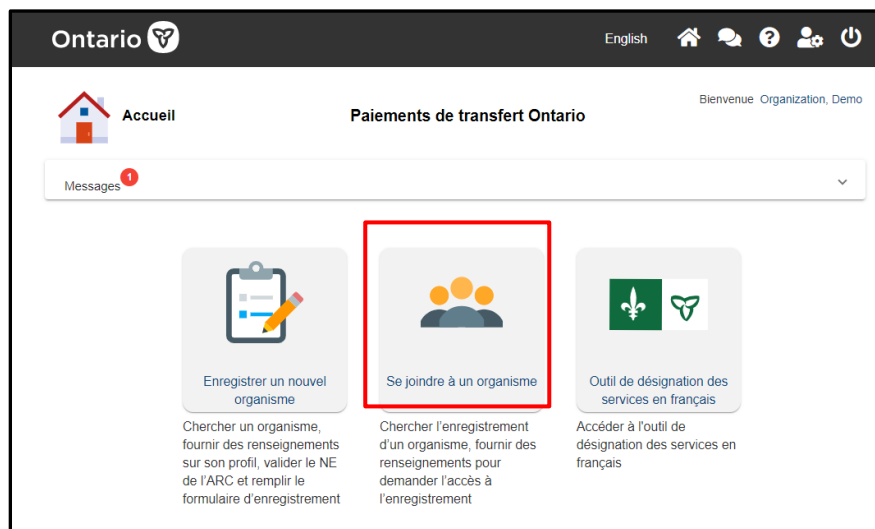 Ontario
English
Accueil
Paiements de transfert Ontario
Bienvenue Organization, Demo
Messages 1
Enregistrer un nouvel
organisme
Chercher un organisme,
fournir des renseignements
sur son profil, valider le NE
de l'ARC et remplir le
formulaire d'enregistrement
Se joindre à un organisme
Chercher l'enregistrement
d'un organisme, fournir des
renseignements pour
demander l'accès à
l'enregistrement
Outil de désignation des
services en français
Accéder à l'outil de
désignation des services en
français